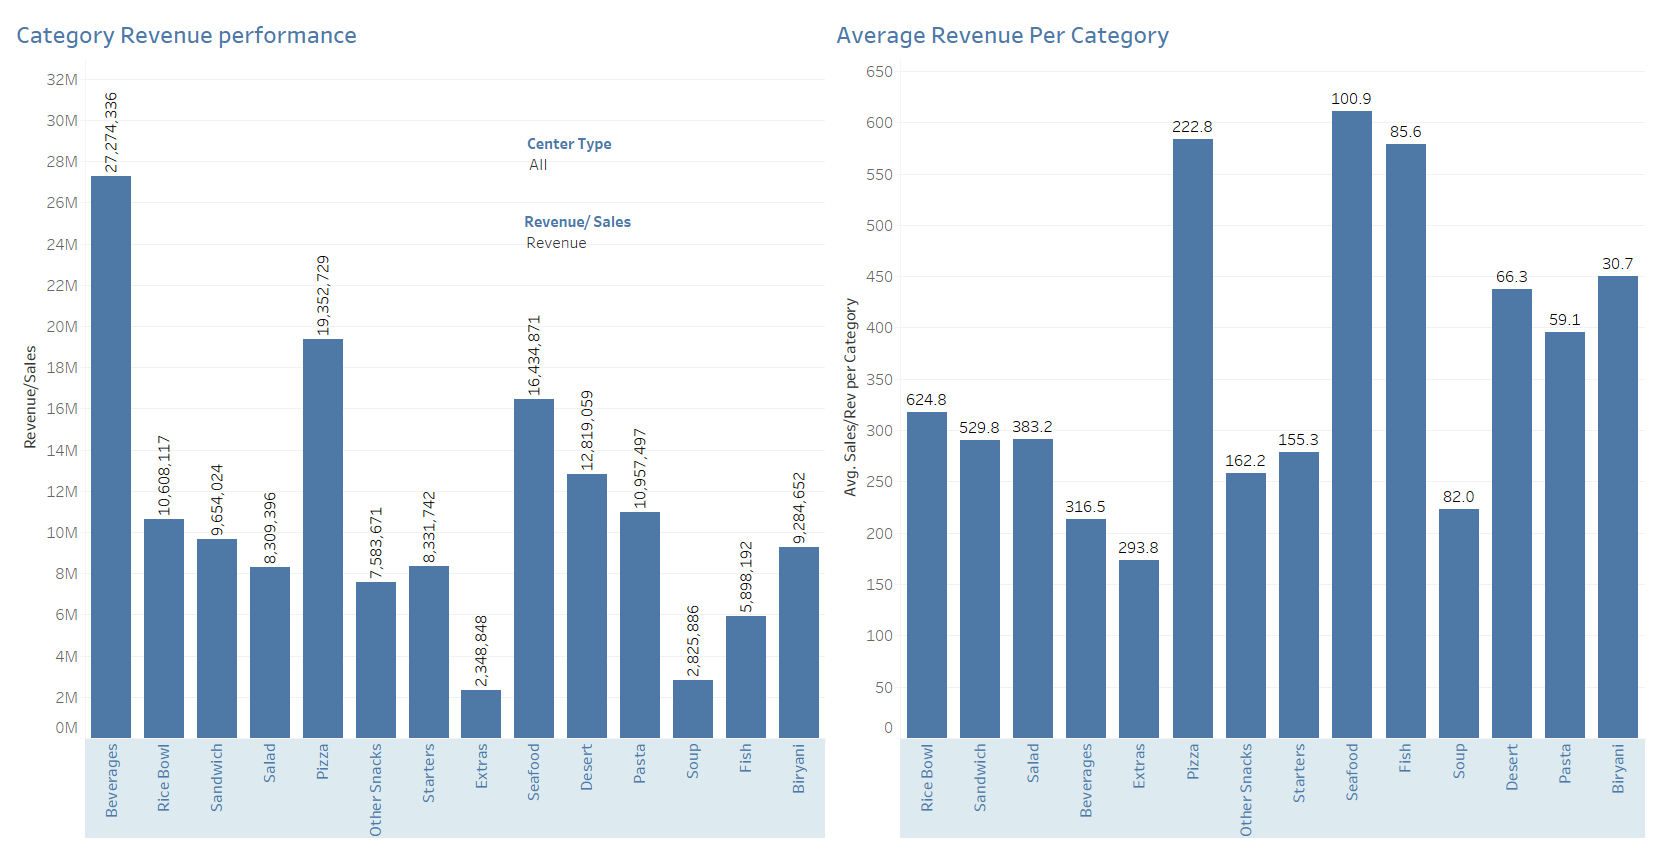 Category Revenue performance
Revenue/Sales
32M
30M
28M
26M
24M
22M
20M
18M
16M
14M
12M
10M
8M
6M
4M
2M
0M
27,274,336
10,608,117
9,654,024
8,309,396
19,352,729
7,583,671
8,331,742
2,348,848
16,434,871
12,819,059
10,957,497
2,825,886
5,898,192
9,284,652
Center Type
All
Revenue/ Sales
Revenue
Beverages
Rice Bowl
Sandwich
Salad
Pizza
Other Snacks
Starters
Extras
Seafood
Desert
Pasta
Soup
Fish
Biryani
Average Revenue Per Category
Avg. Sales/Rev per Category
650
600
550
500
450
400
350
300
250
200
150
100
50
0
624.8
529.8
383.2
316.5
293.8
222.8
162.2
155.3
100.9
85.6
82.0
66.3
59.1
30.7
Rice Bowl
Sandwich
Salad
Beverages
Extras
Pizza
Other Snacks
Starters
Seafood
Fish
Soup
Desert
Pasta
Biryani